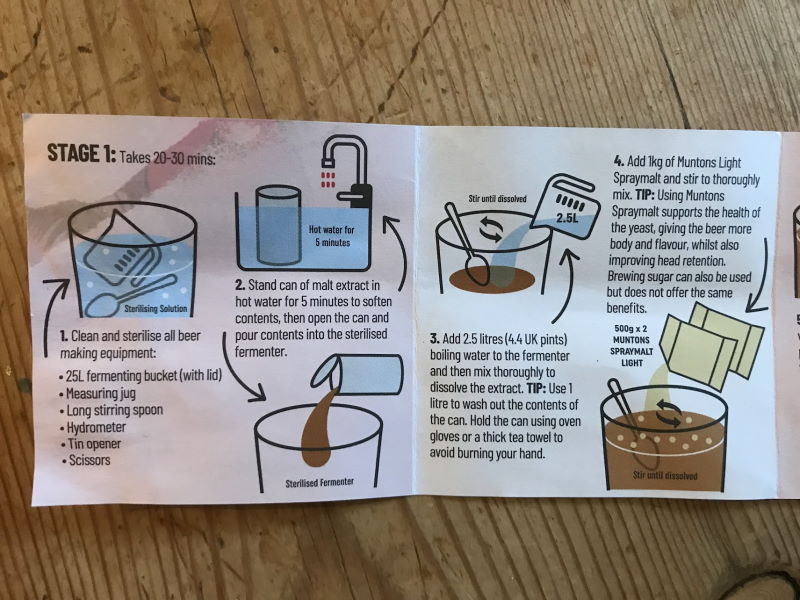 STAGE 1: Takes 20-30 mins:
Sterilising Solution
1. Clean and sterilise all beer
making equipment:
• 25L fermenting bucket (with lid)
• Measuring jug
• Long stirring spoon
• Hydrometer
• Tin opener
• Scissors
Hot water for
5 minutes
2. Stand can of malt extract in
hot water for 5 minutes to soften
contents, then open the can and
pour contents into the sterilised
fermenter.
Sterilised Fermenter
Stir until dissolved
2.5L
3. Add 2.5 litres (4.4 UK pints)
boiling water to the fermenter
and then mix thoroughly to
dissolve the extract. TIP: Use 1
litre to wash out the contents of
the can. Hold the can using oven
gloves or a thick tea towel to
avoid burning your hand.
4. Add 1kg of Muntons Light
Spraymalt and stir to thoroughly
mix. TIP: Using Muntons
Spraymalt supports the health of
the yeast, giving the beer more
body and flavour, whilst also
improving head retention.
Brewing sugar can also be used
but does not offer the same
benefits.
500g x 2
MUNTONS
SPRAYMALT
LIGHT
Stir until dissolved